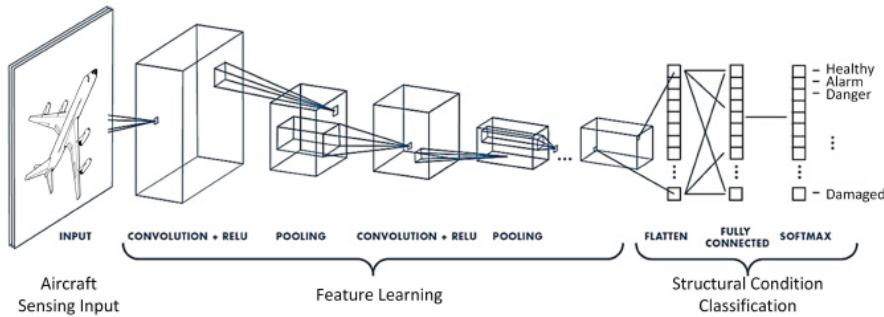 Healthy
Alarm
Danger
Damaged
INPUT
CONVOLUTION + RELU
POOLING
CONVOLUTION + RELU
POOLING
FLATTEN
FULLY
CONNECTED
SOFTMAX
Aircraft
Sensing Input
Feature Learning
Structural Condition
Classification